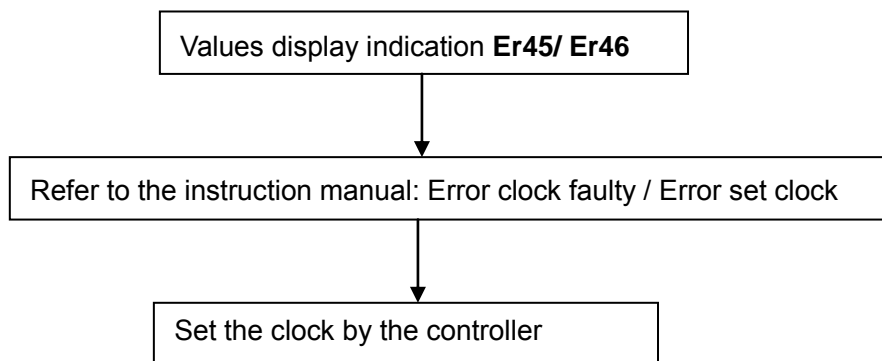 Values display indication Er45/ Er46
Refer to the instruction manual: Error clock faulty / Error set clock
Set the clock by the controller